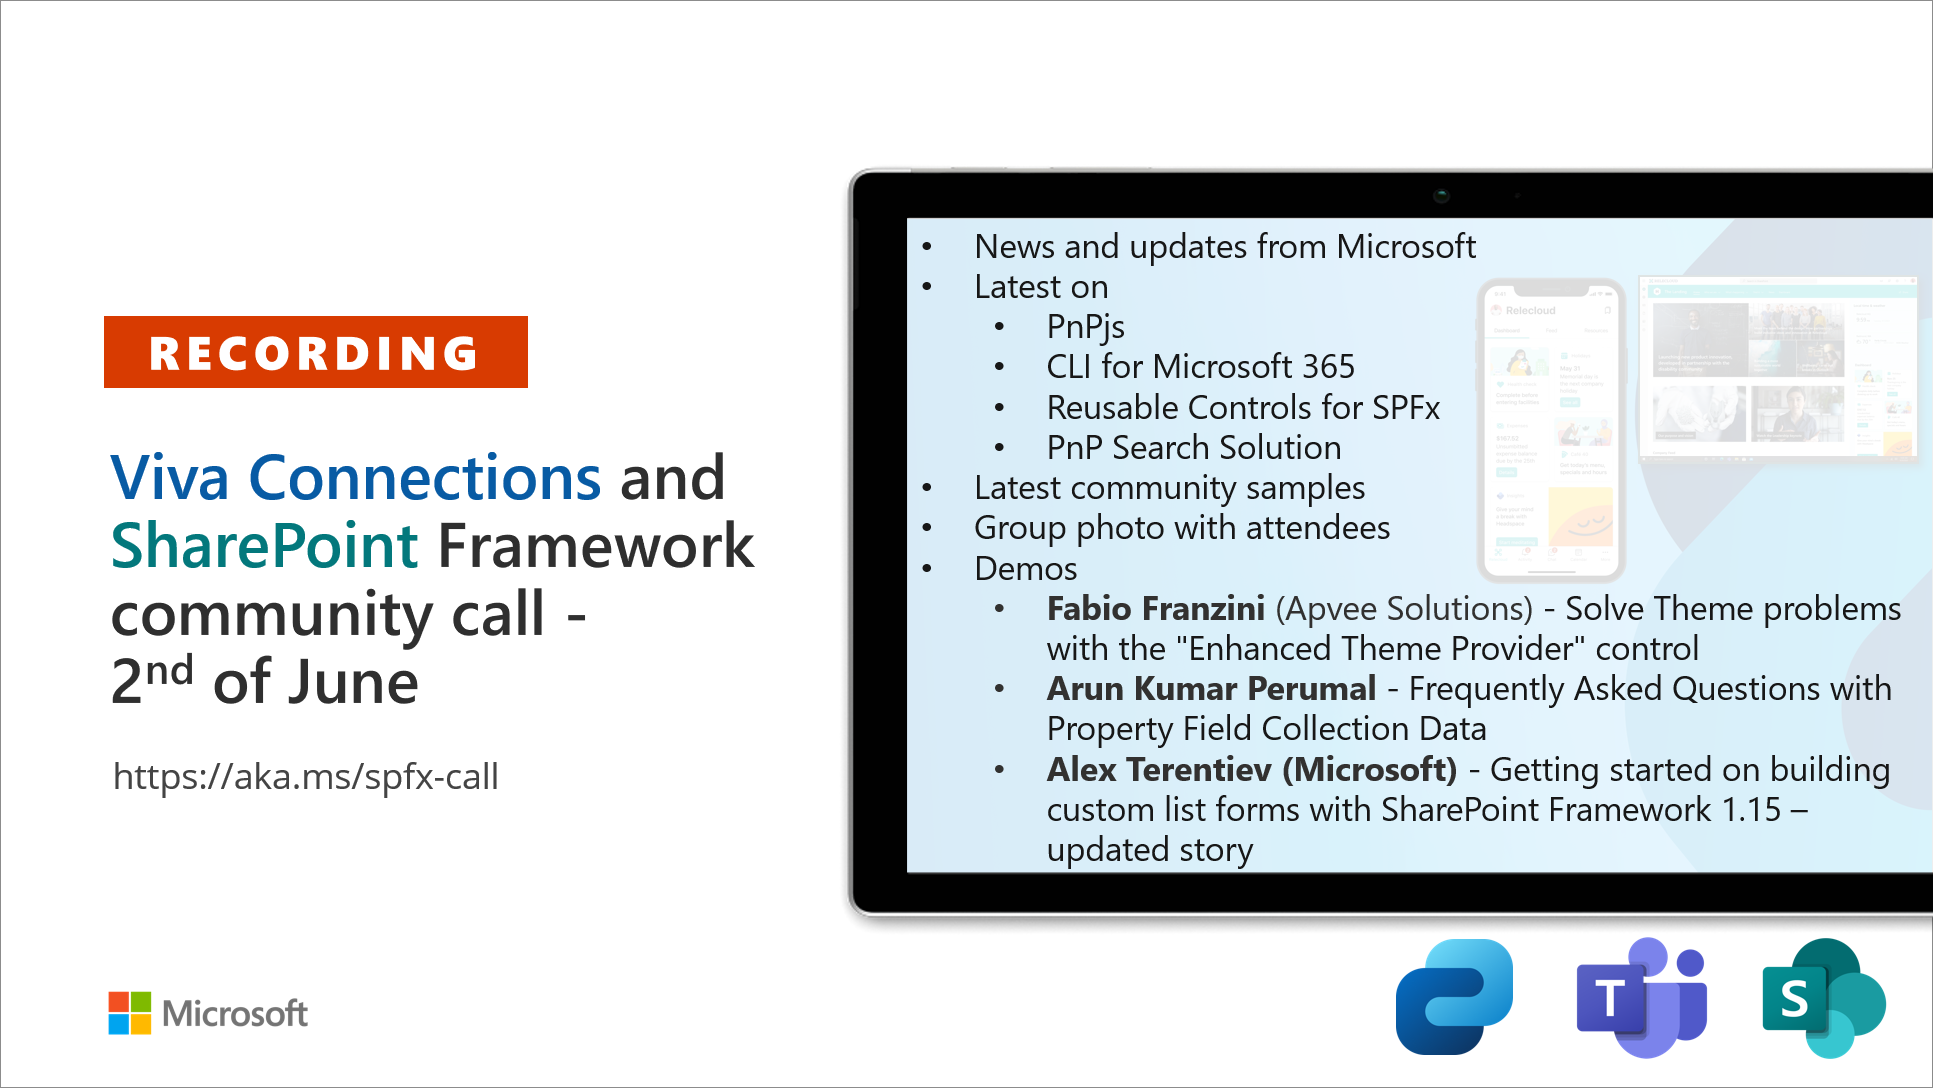 RECORDING
Viva Connections and
SharePoint Framework
community call -
2nd of June
https://aka.ms/spfx-call
Microsoft
• News and updates from Microsoft
• Latest on
• PnPjs
• CLI for Microsoft 365
• Reusable Controls for SPFx
• PnP Search Solution
• Latest community samples
• Group photo with attendees
• Demos
• Fabio Franzini (Apvee Solutions) - Solve Theme problems
with the "Enhanced Theme Provider" control
• Arun Kumar Perumal - Frequently Asked Questions with
Property Field Collection Data
• Alex Terentiev (Microsoft) - Getting started on building
custom list forms with SharePoint Framework 1.15 –
updated story
Relecloud
May 31
T
S